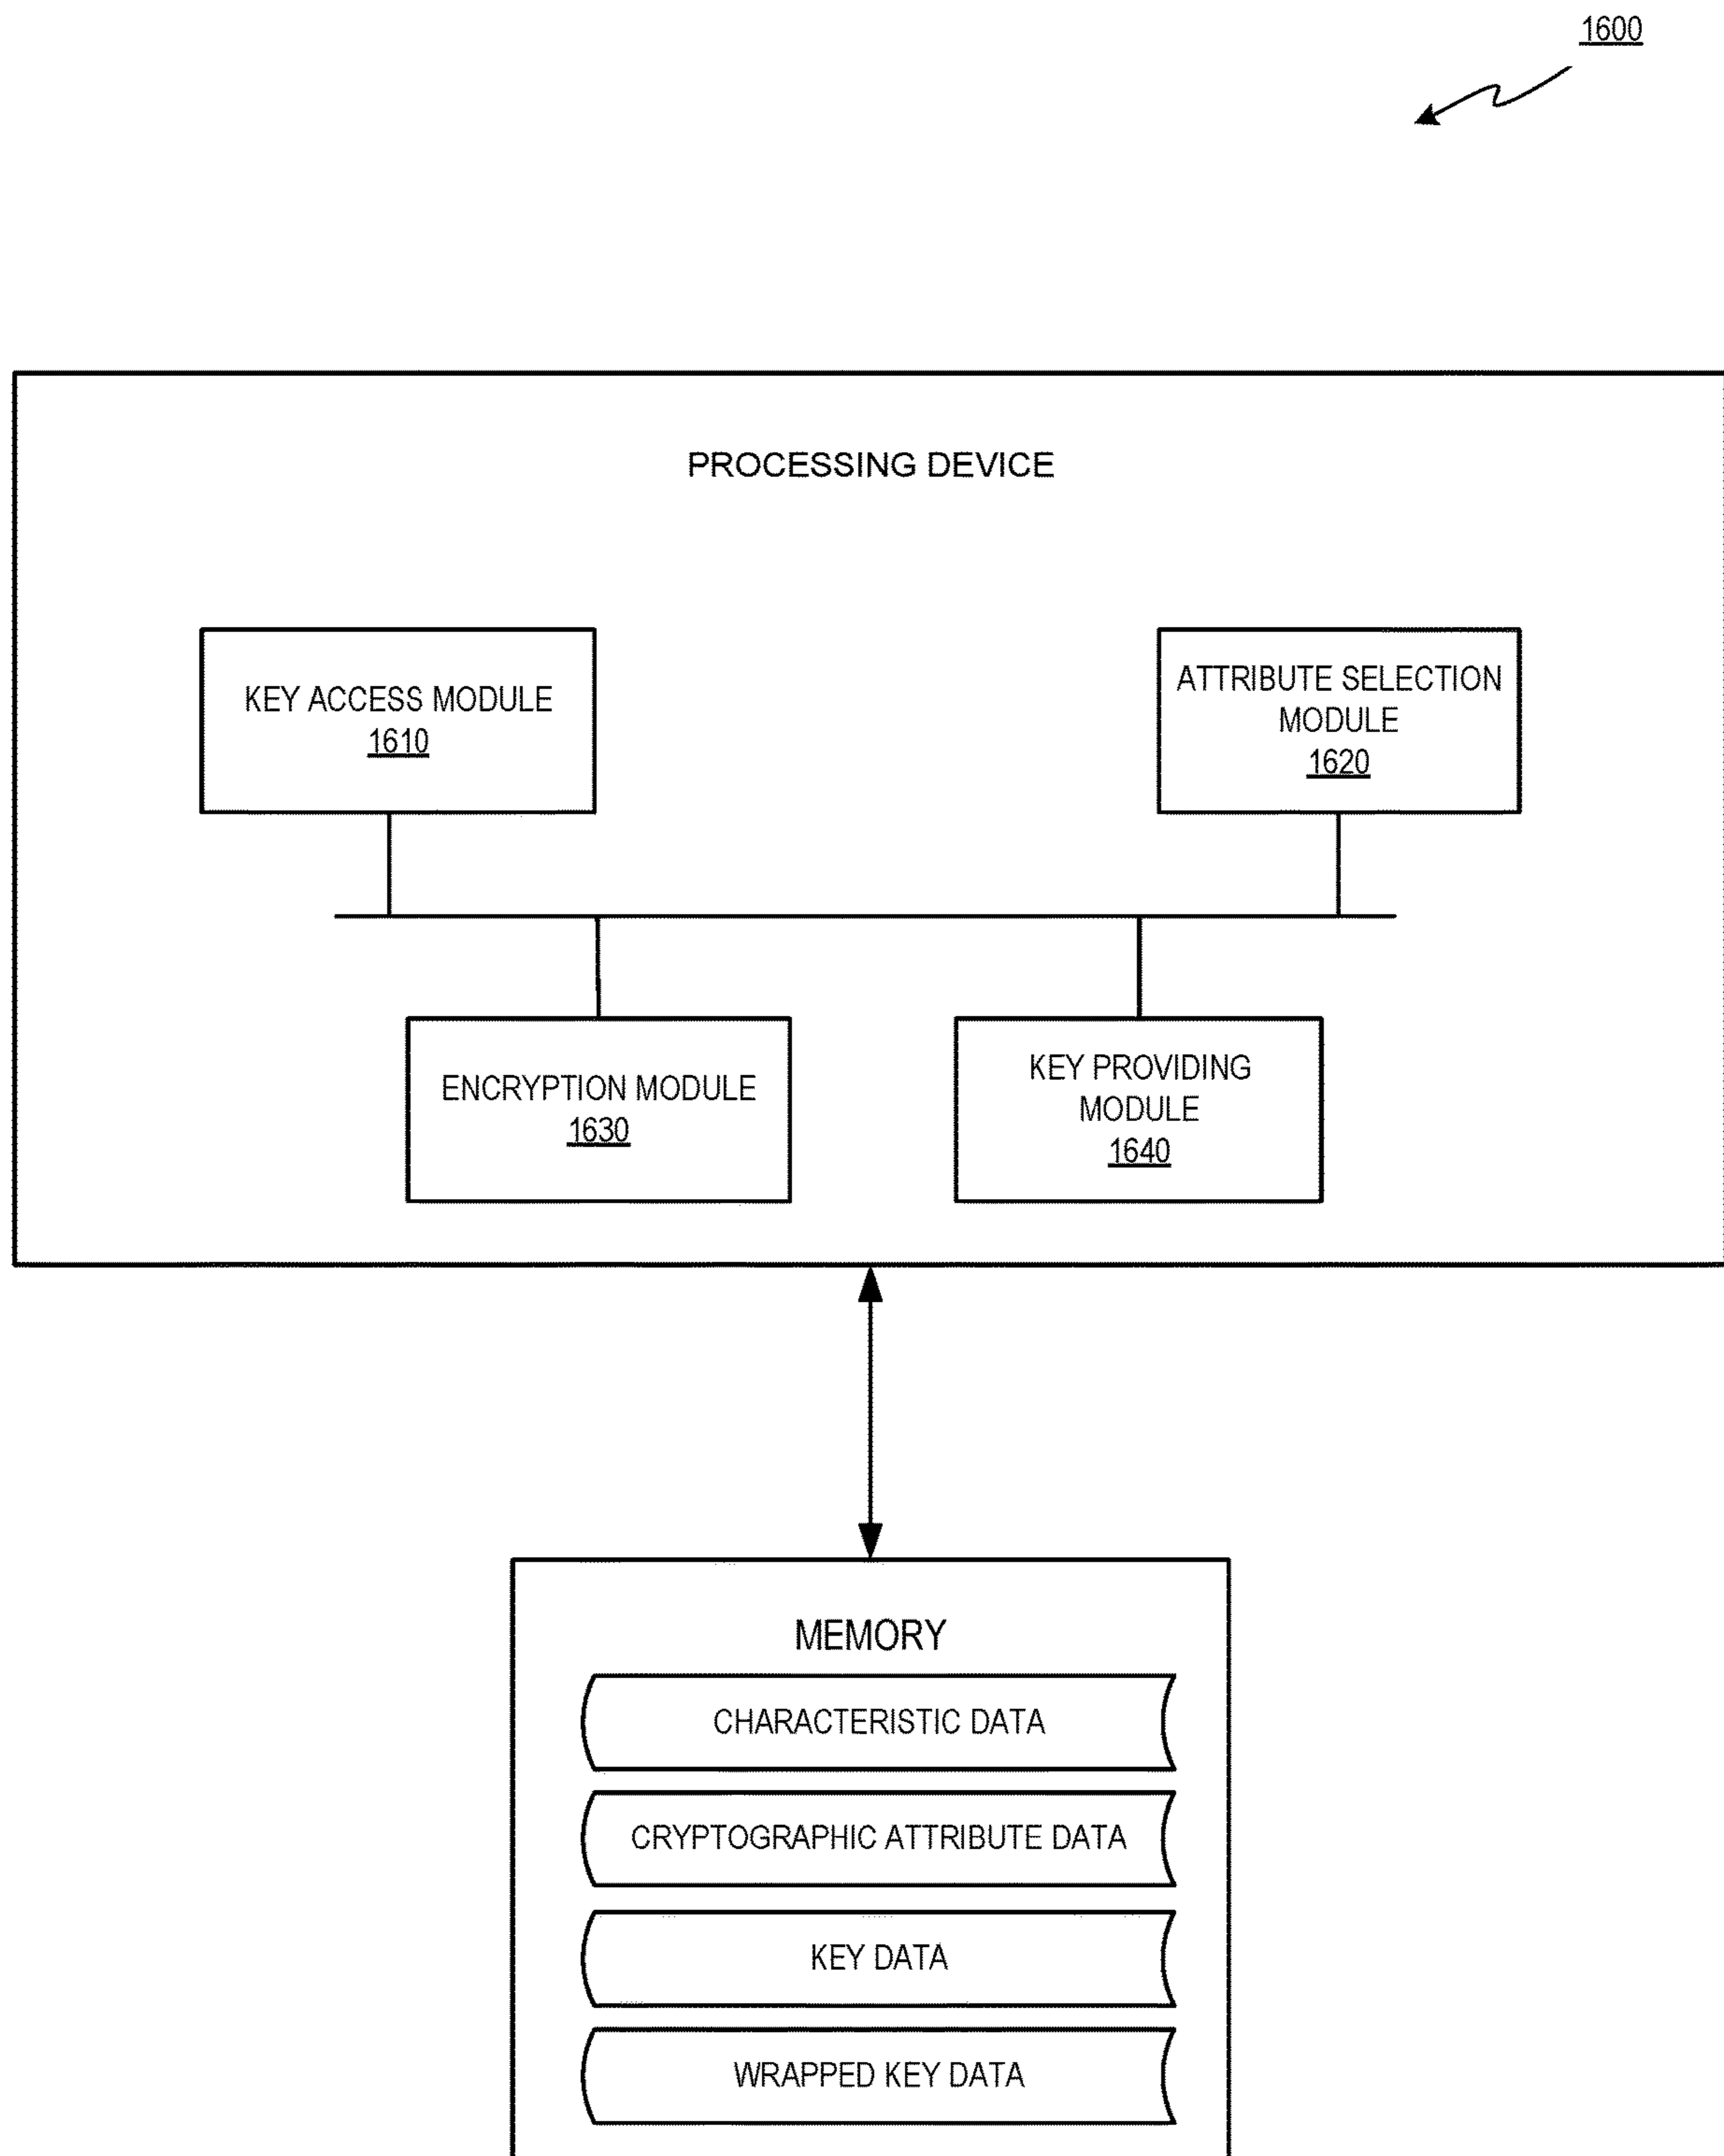 1600
PROCESSING DEVICE
KEY ACCESS MODULE
1610
ATTRIBUTE SELECTION
MODULE
1620
ENCRYPTION MODULE
1630
KEY PROVIDING
MODULE
1640
MEMORY
CHARACTERISTIC DATA
CRYPTOGRAPHIC ATTRIBUTE DATA
KEY DATA
WRAPPED KEY DATA